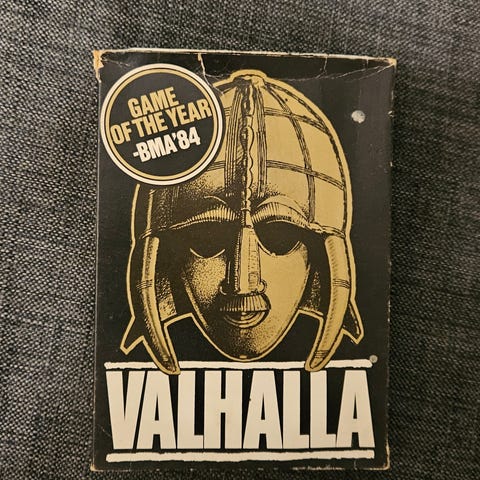 GAME
OF THE YEAR
-BMA'84
VALHALLA